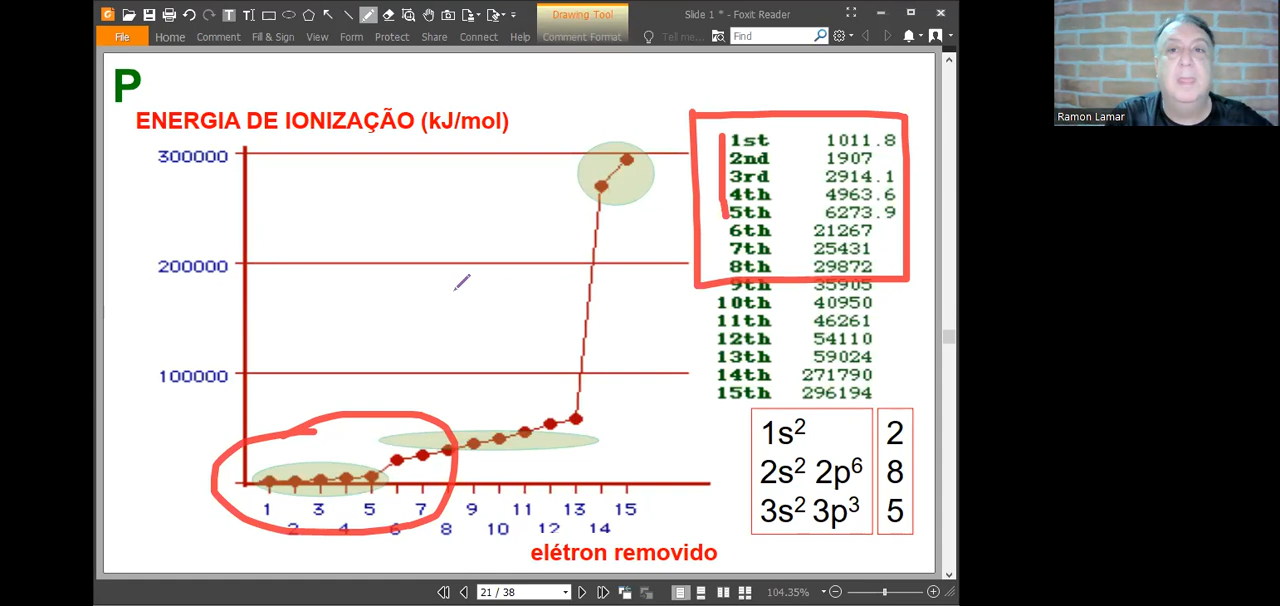 Drawing Tool
Slide 1 * - Foxit Reader
File Home Comment Fill & Sign View Form Protect Share Connect Help Comment Format Tell me... Find
P
ENERGIA DE IONIZAÇÃO (kJ/mol)
300000
200000
100000
1 3 5 7 9 11 13 15
2 4 6 8 10 12 14
elétron removido
1st 1011.8
2nd 1907
3rd 2914.1
4th 4963.6
5th 6273.9
6th 21267
7th 25431
8th 29872
9th 35905
10th 40950
11th 46261
12th 54110
13th 59024
14th 271790
15th 296194
1s² 2
2s² 2p⁶ 8
3s² 3p³ 5
21 / 38
104.35%
Ramon Lamar